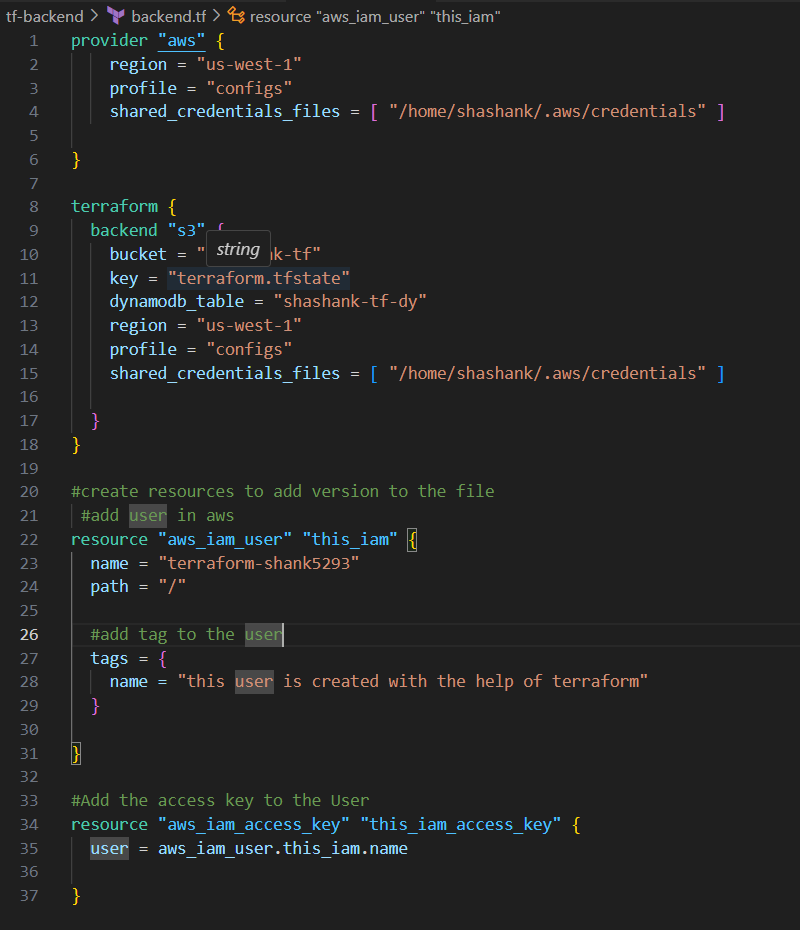 tf-backend > backend.tf > resource "aws_iam_user" "this_iam"
1 provider "aws" {
2 region = "us-west-1"
3 profile = "configs"
4 shared_credentials_files = [ "/home/shashank/.aws/credentials" ]
5
6 }
7
8 terraform {
9 backend "s3" {
string
10 bucket = " nk-tf"
11 key = "terraform.tfstate"
12 dynamodb_table = "shashank-tf-dy"
13 region = "us-west-1"
14 profile = "configs"
15 shared_credentials_files = [ "/home/shashank/.aws/credentials" ]
16
17 }
18 }
19
20 #create resources to add version to the file
21 #add user in aws
22 resource "aws_iam_user" "this_iam" {
23 name = "terraform-shank5293"
24 path = "/"
25
26 #add tag to the user
27 tags = {
28 name = "this user is created with the help of terraform"
29 }
30
31 }
32
33 #Add the access key to the User
34 resource "aws_iam_access_key" "this_iam_access_key" {
35 user = aws_iam_user.this_iam.name
36
37 }